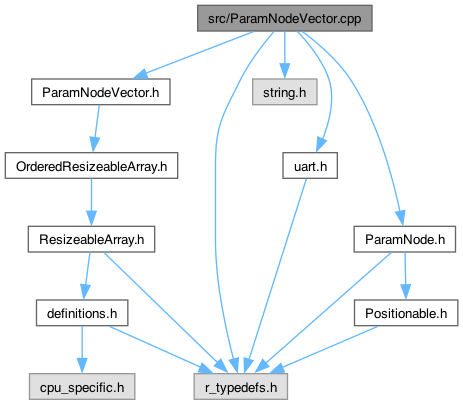 src/ParamNodeVector.cpp
ParamNodeVector.h
string.h
OrderedResizeableArray.h
uart.h
ResizeableArray.h
ParamNode.h
definitions.h
Positionable.h
cpu_specific.h
r_typedefs.h